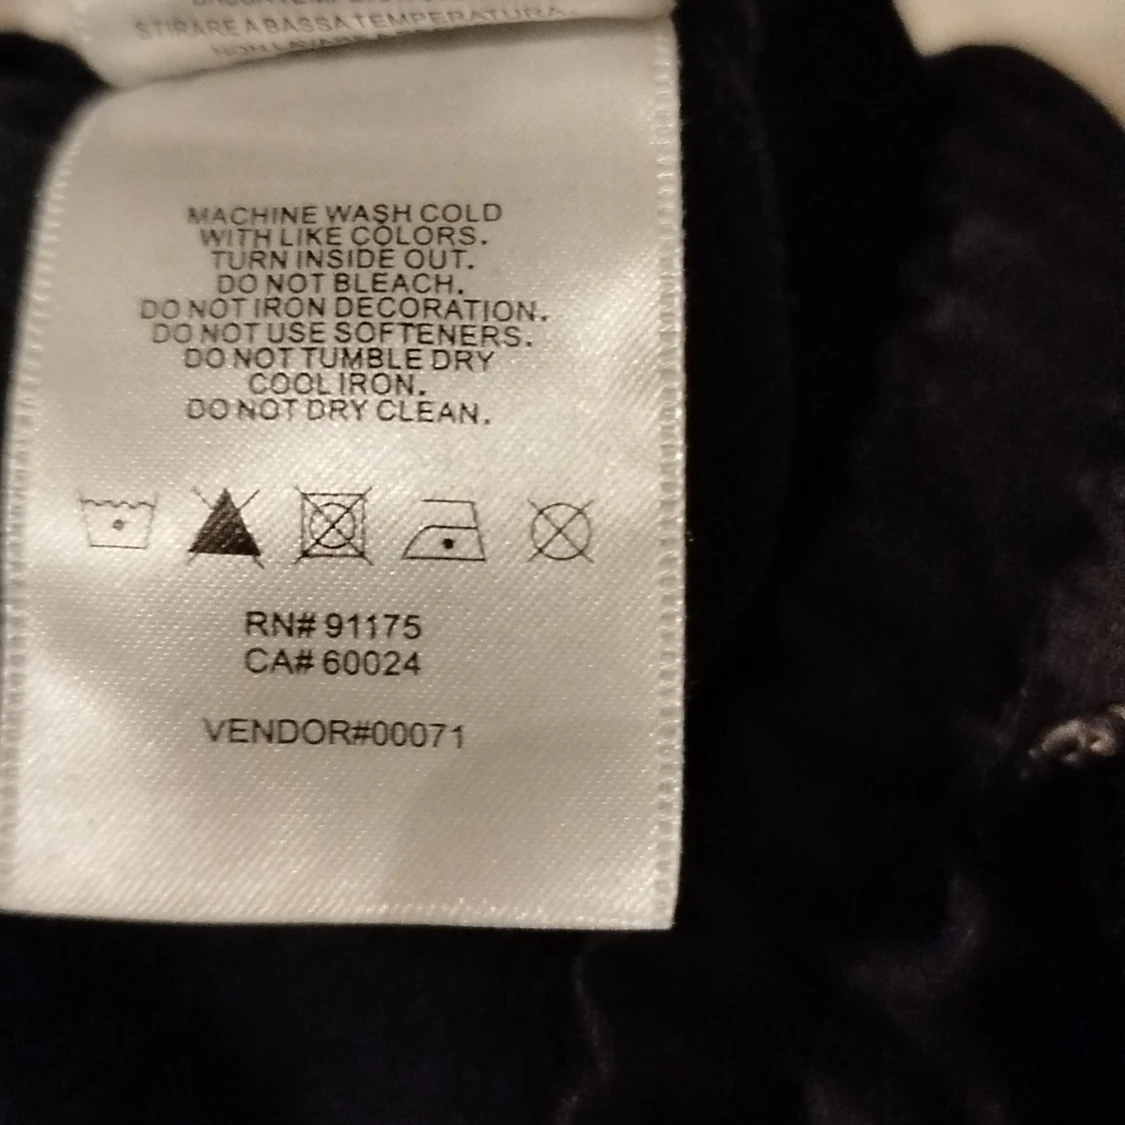 STIRARE A BASSA TEMPERATURA.
MACHINE WASH COLD
WITH LIKE COLORS.
TURN INSIDE OUT.
DO NOT BLEACH.
DO NOT IRON DECORATION.
DO NOT USE SOFTENERS.
DO NOT TUMBLE DRY
COOL IRON.
DO NOT DRY CLEAN.
RN# 91175
CA# 60024
VENDOR#00071